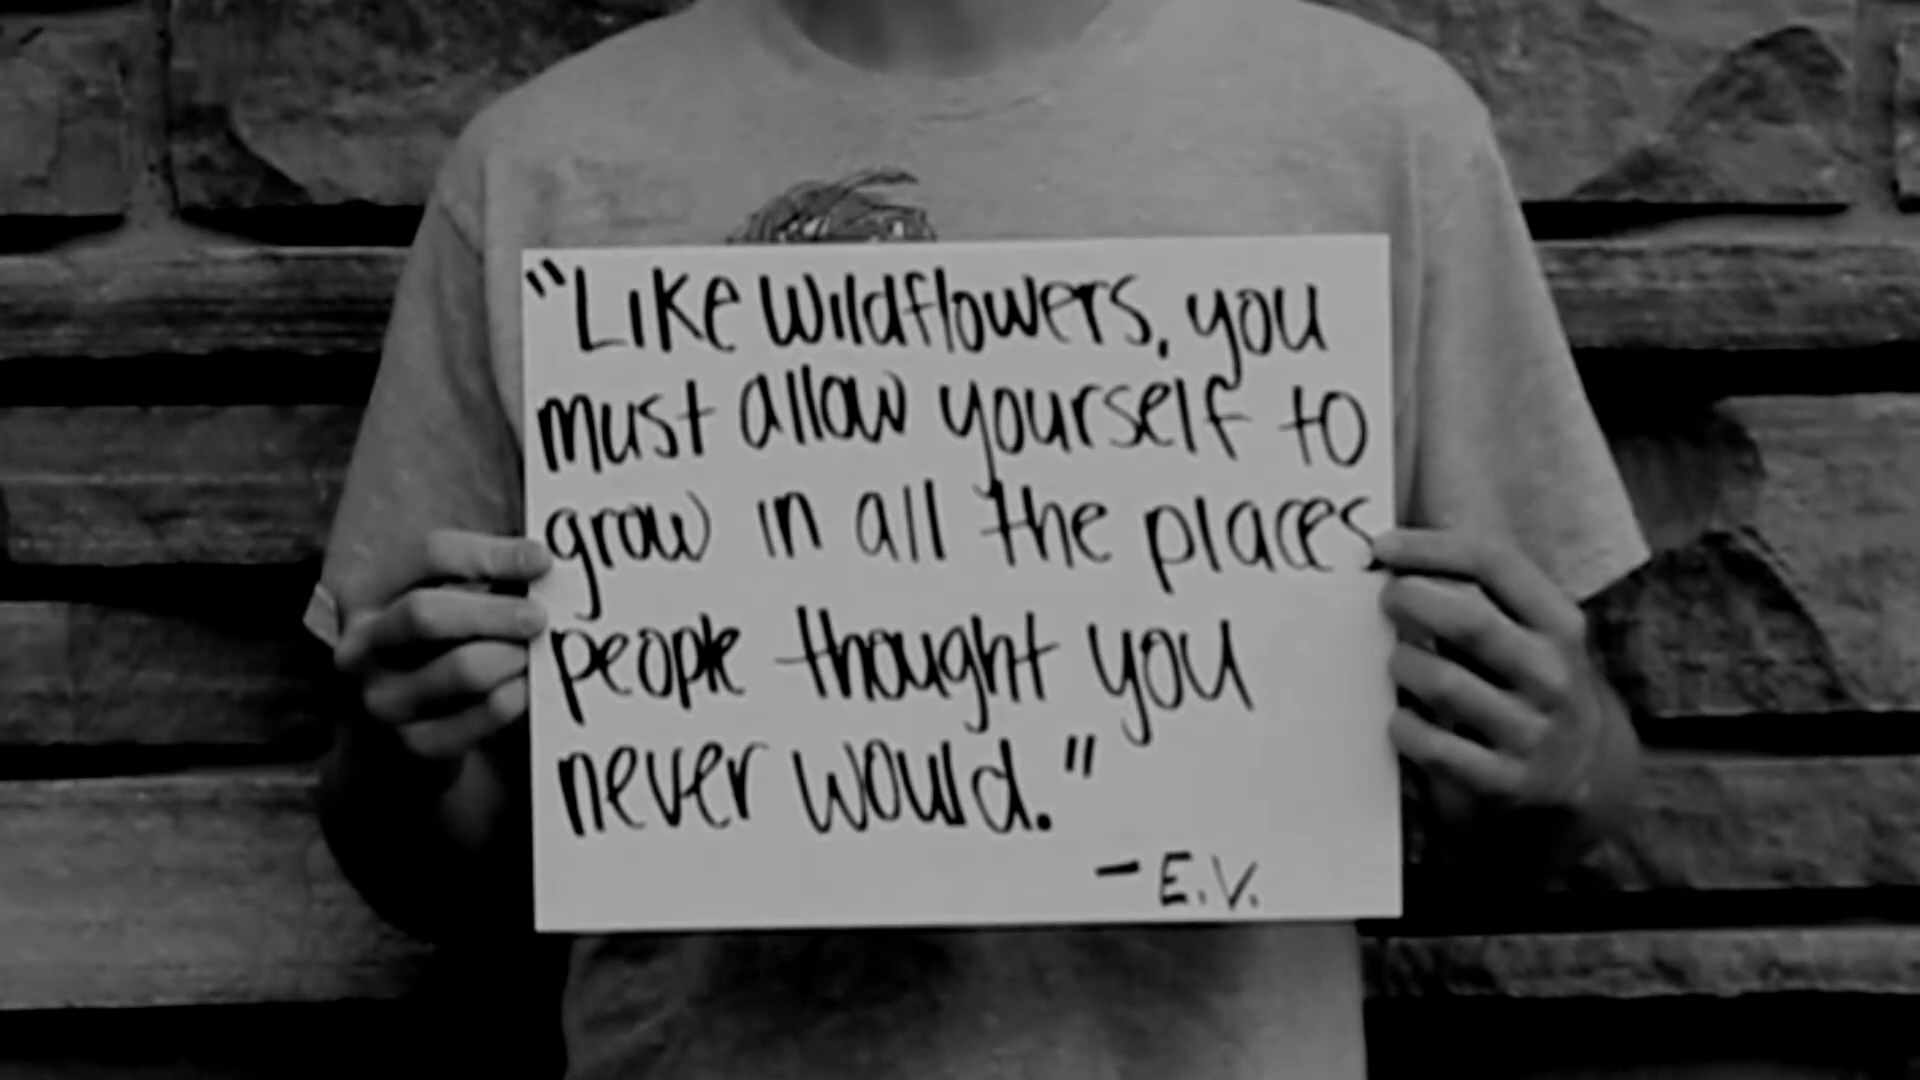 "Like wildflowers, you
must allow yourself to
grow in all the places
people thought you
never would."
- E.V.